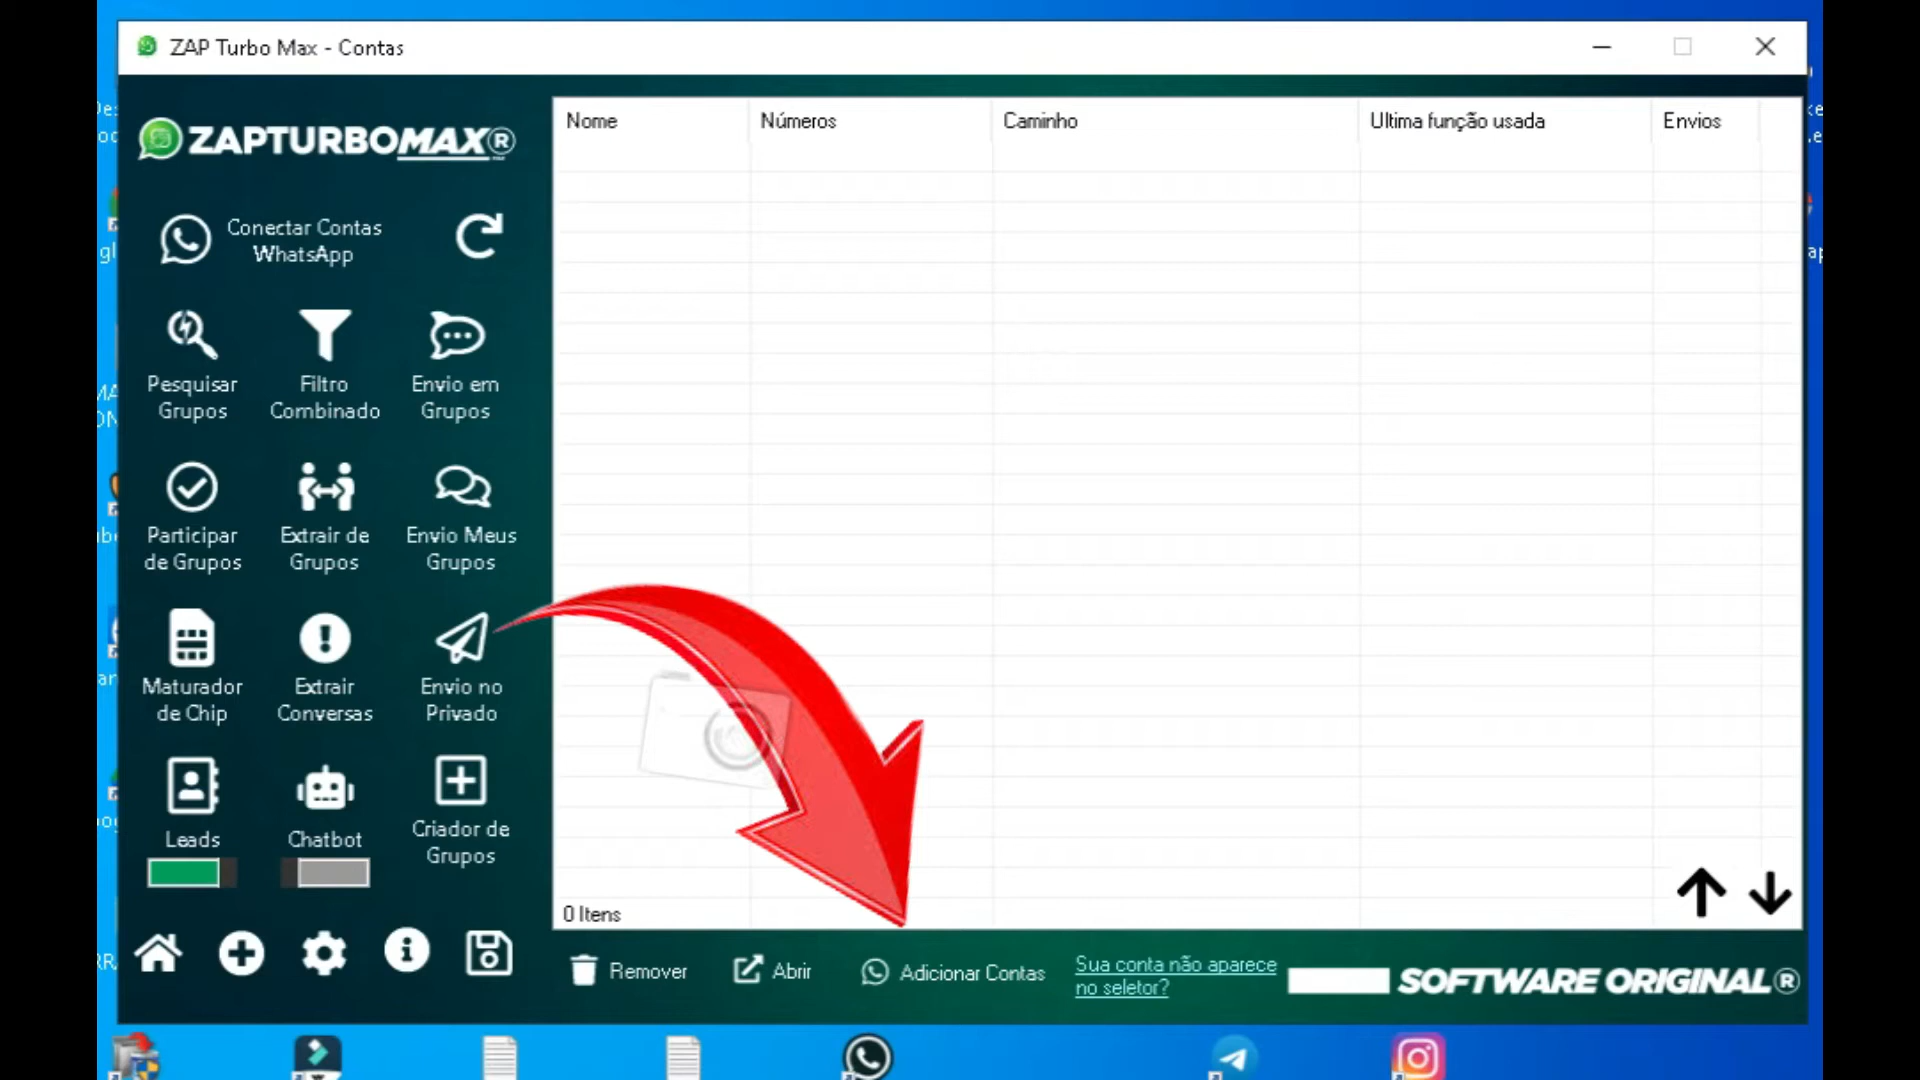 ZAP Turbo Max - Contas
ZAPTURBOMAX®
Nome
Números
Caminho
Ultima função usada
Envios
Conectar Contas
WhatsApp
Pesquisar
Grupos
Filtro
Combinado
Envio em
Grupos
Participar
de Grupos
Extrair de
Grupos
Envio Meus
Grupos
Maturador
de Chip
Extrair
Conversas
Envio no
Privado
Leads
Chatbot
Criador de
Grupos
0 Itens
Remover
Abrir
Adicionar Contas
Sua conta não aparece
no seletor?
SOFTWARE ORIGINAL®